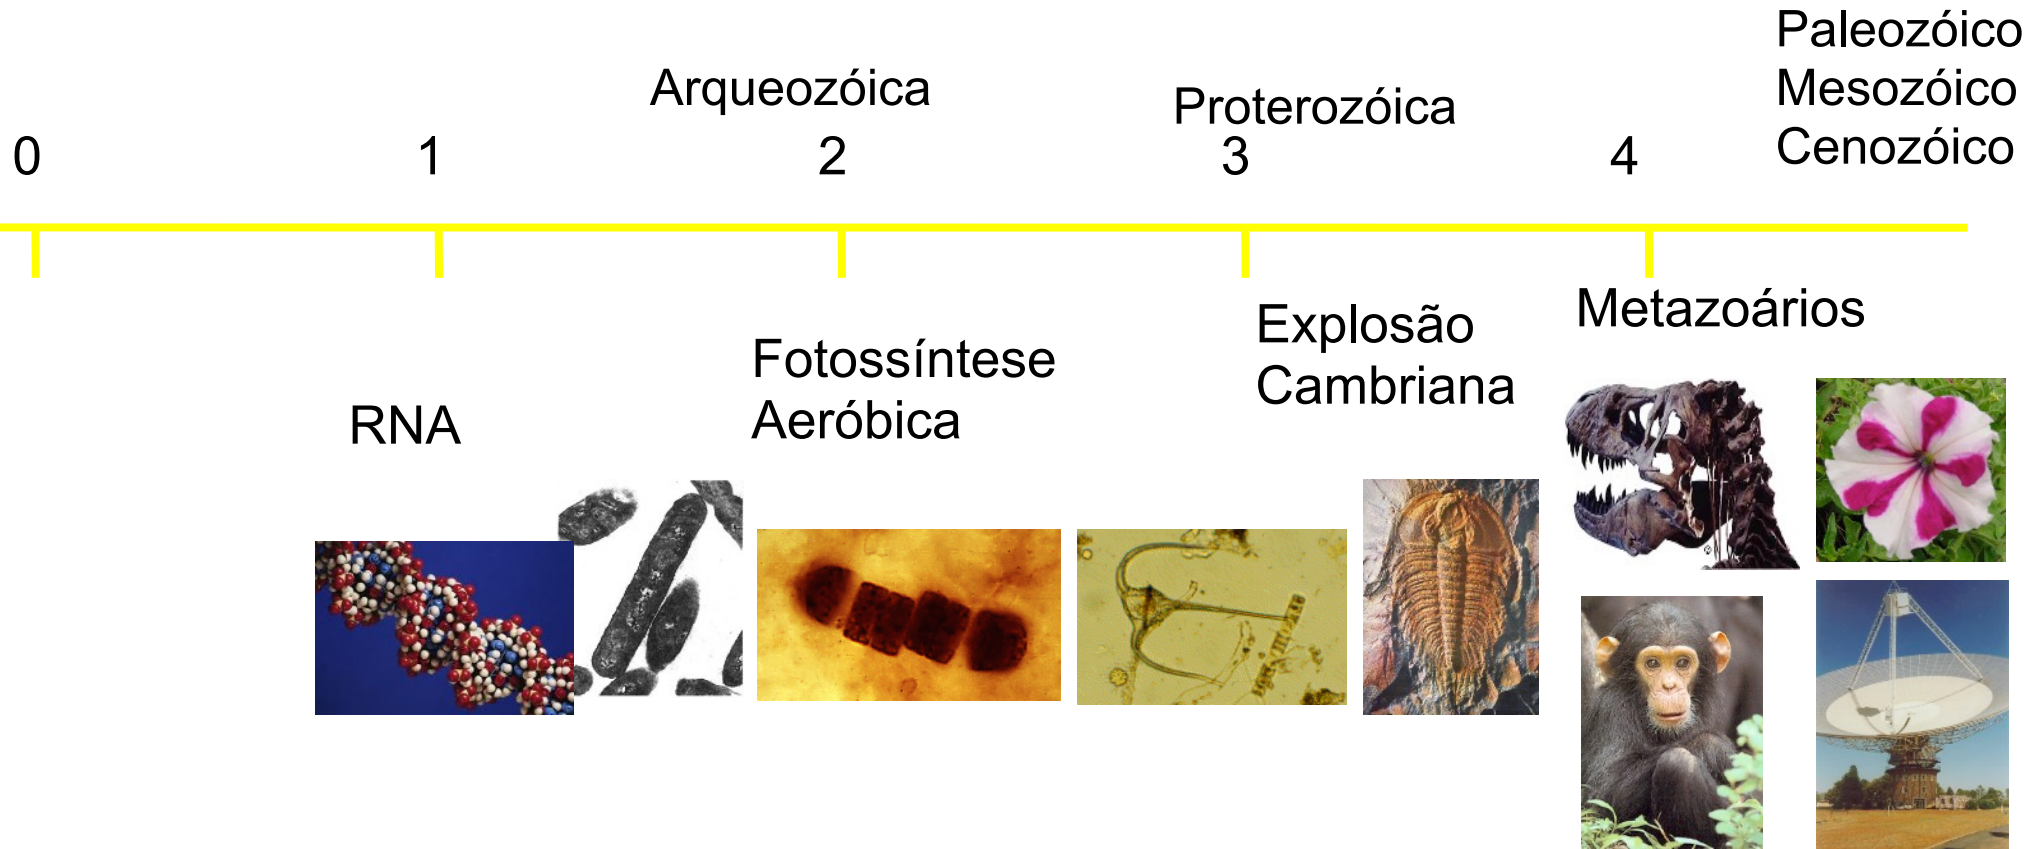 Paleozóico
Mesozóico
Cenozóico
Arqueozóica
Proterozóica
0
1
2
3
4
Metazoários
Explosão
Cambriana
Fotossíntese
Aeróbica
RNA